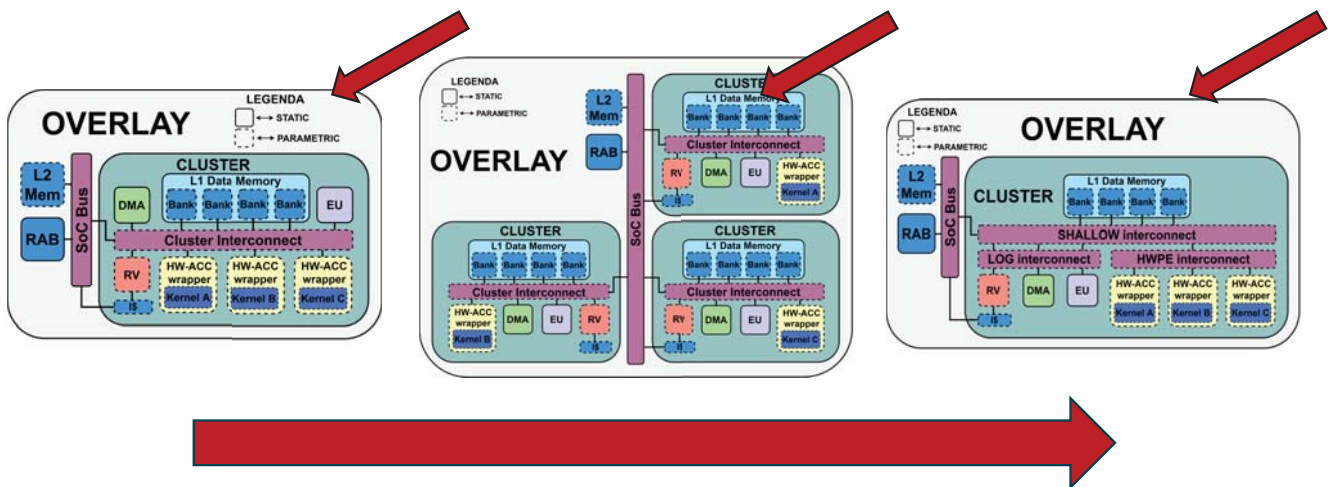 OVERLAY
LEGENDA
STATIC
PARAMETRIC
L2
Mem
RAB
SoC Bus
CLUSTER
L1 Data Memory
Bank Bank Bank Bank
DMA
EU
Cluster Interconnect
RV
IS
HW-ACC
wrapper
Kernel A
HW-ACC
wrapper
Kernel B
HW-ACC
wrapper
Kernel C
LEGENDA
STATIC
PARAMETRIC
OVERLAY
L2
Mem
RAB
SoC Bus
CLUSTER
L1 Data Memory
Bank Bank Bank Bank
Cluster Interconnect
RV
DMA
EU
HW-ACC
wrapper
Kernel A
IS
CLUSTER
L1 Data Memory
Bank Bank Bank Bank
Cluster Interconnect
HW-ACC
wrapper
Kernel B
DMA
EU
RV
IS
CLUSTER
L1 Data Memory
Bank Bank Bank Bank
Cluster Interconnect
RV
DMA
EU
HW-ACC
wrapper
Kernel C
IS
LEGENDA
STATIC
PARAMETRIC
OVERLAY
L2
Mem
RAB
SoC Bus
CLUSTER
L1 Data Memory
Bank Bank Bank Bank
SHALLOW interconnect
LOG interconnect
HWPE interconnect
RV
DMA
EU
IS
HW-ACC
wrapper
Kernel A
HW-ACC
wrapper
Kernel B
HW-ACC
wrapper
Kernel C